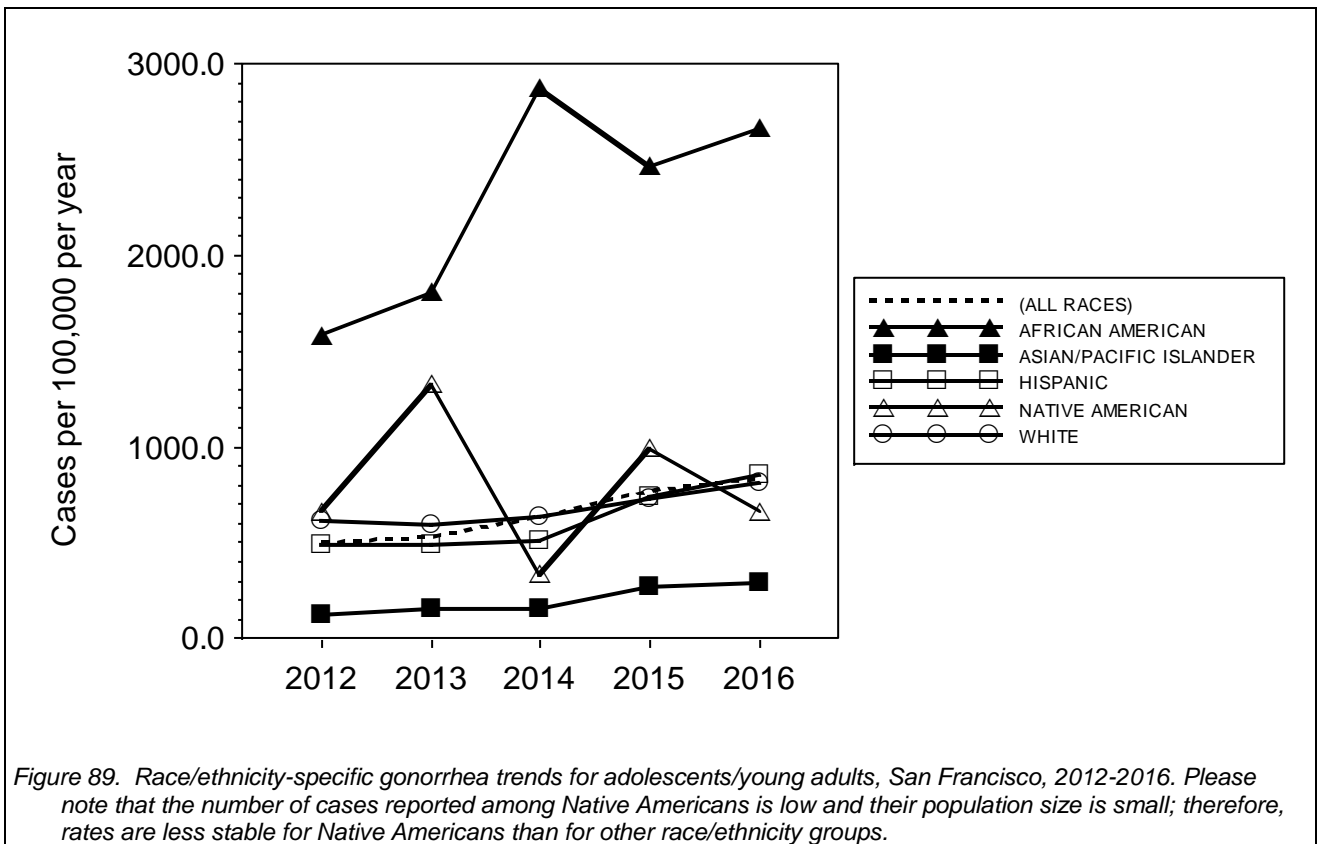 Cases per 100,000 per year
3000.0
2000.0
1000.0
0.0
2012 2013 2014 2015 2016
(ALL RACES)
AFRICAN AMERICAN
ASIAN/PACIFIC ISLANDER
HISPANIC
NATIVE AMERICAN
WHITE
Figure 89. Race/ethnicity-specific gonorrhea trends for adolescents/young adults, San Francisco, 2012-2016. Please
note that the number of cases reported among Native Americans is low and their population size is small; therefore,
rates are less stable for Native Americans than for other race/ethnicity groups.